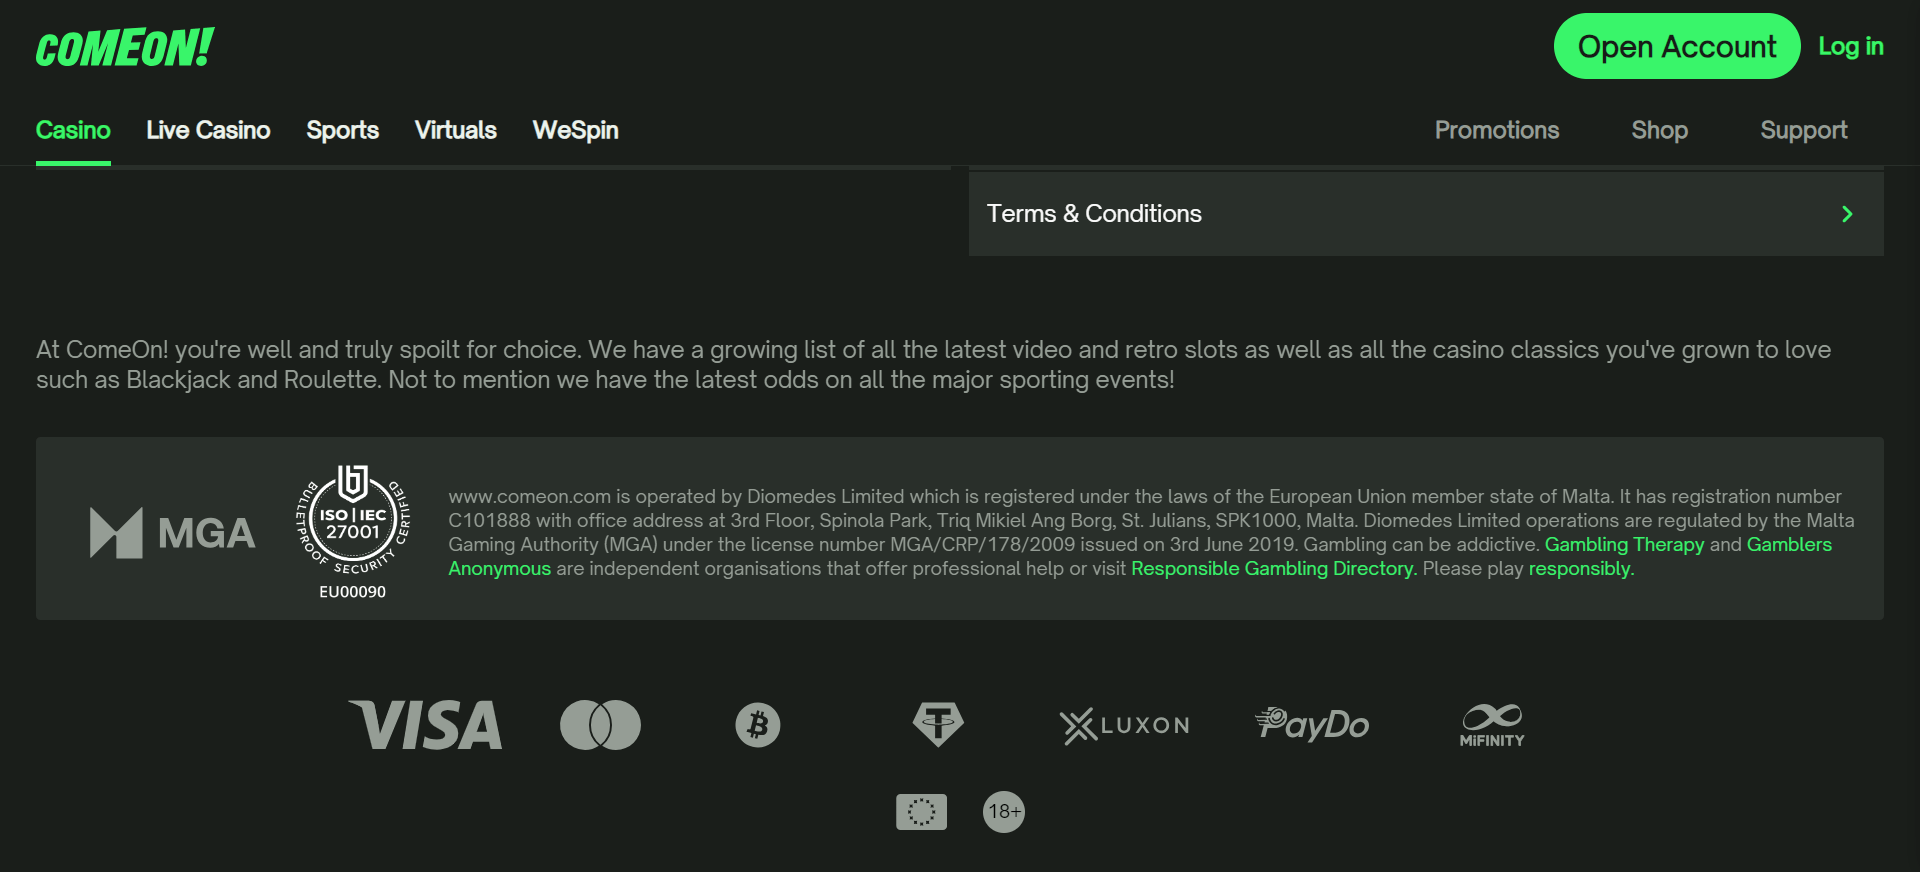 COMEON!
Open Account
Log in
Casino
Live Casino
Sports
Virtuals
WeSpin
Promotions
Shop
Support
Terms & Conditions
At ComeOn! you're well and truly spoilt for choice. We have a growing list of all the latest video and retro slots as well as all the casino classics you've grown to love
such as Blackjack and Roulette. Not to mention we have the latest odds on all the major sporting events!
MGA
ISO | IEC
27001
BULLETPROOF SECURITY CERTIFIED
EU00090
www.comeon.com is operated by Diomedes Limited which is registered under the laws of the European Union member state of Malta. It has registration number
C101888 with office address at 3rd Floor, Spinola Park, Triq Mikiel Ang Borg, St. Julians, SPK1000, Malta. Diomedes Limited operations are regulated by the Malta
Gaming Authority (MGA) under the license number MGA/CRP/178/2009 issued on 3rd June 2019. Gambling can be addictive. Gambling Therapy and Gamblers
Anonymous are independent organisations that offer professional help or visit Responsible Gambling Directory. Please play responsibly.
VISA
LUXON
PayDo
MiFINITY
18+